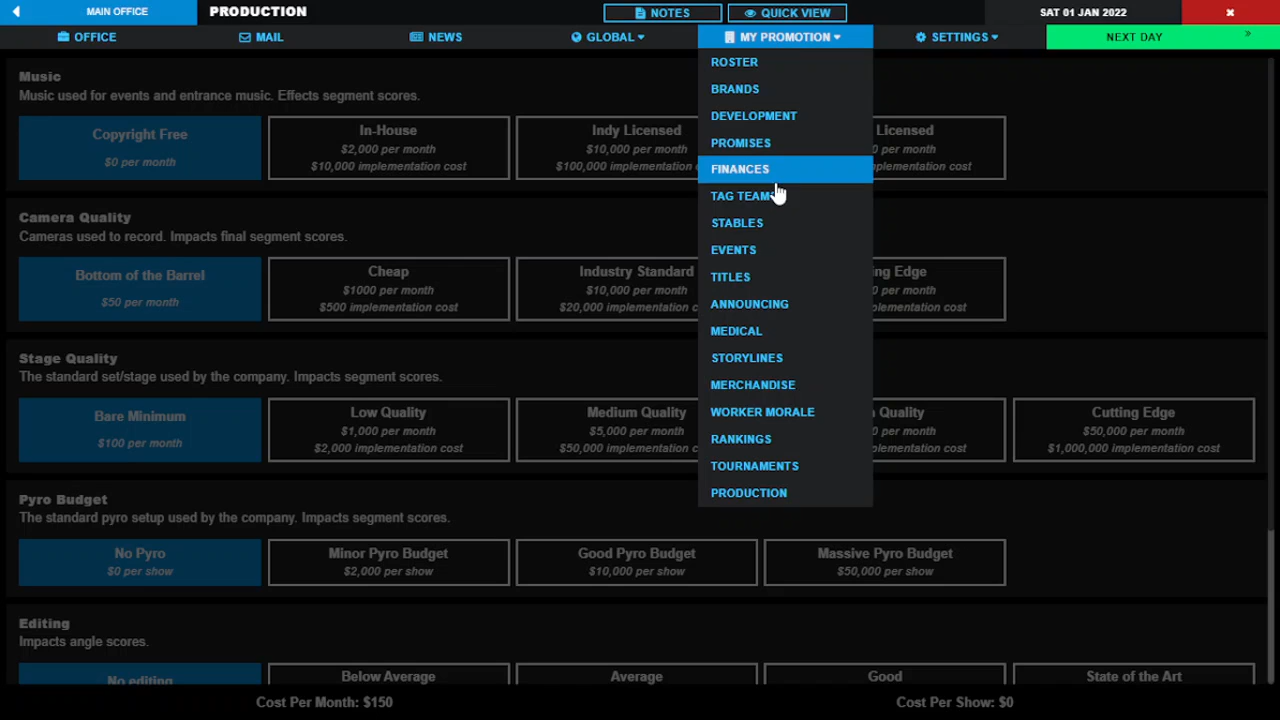 MAIN OFFICE
PRODUCTION
NOTES
QUICK VIEW
SAT 01 JAN 2022
OFFICE
MAIL
NEWS
GLOBAL
MY PROMOTION
SETTINGS
NEXT DAY
ROSTER
BRANDS
DEVELOPMENT
PROMISES
FINANCES
TAG TEAMS
STABLES
EVENTS
TITLES
ANNOUNCING
MEDICAL
STORYLINES
MERCHANDISE
WORKER MORALE
RANKINGS
TOURNAMENTS
PRODUCTION
Music
Music used for events and entrance music. Effects segment scores.
Copyright Free
$0 per month
In-House
$2,000 per month
$10,000 implementation cost
Indy Licensed
$10,000 per month
$100,000 implementation
Licensed
0 per month
implementation cost
Camera Quality
Cameras used to record. Impacts final segment scores.
Bottom of the Barrel
$50 per month
Cheap
$1000 per month
$500 implementation cost
Industry Standard
$10,000 per month
$20,000 implementation
ing Edge
0 per month
implementation cost
Stage Quality
The standard set/stage used by the company. Impacts segment scores.
Bare Minimum
$100 per month
Low Quality
$1,000 per month
$2,000 implementation cost
Medium Quality
$5,000 per month
$50,000 implementation
Quality
0 per month
implementation cost
Cutting Edge
$50,000 per month
$1,000,000 implementation cost
Pyro Budget
The standard pyro setup used by the company. Impacts segment scores.
No Pyro
$0 per show
Minor Pyro Budget
$2,000 per show
Good Pyro Budget
$10,000 per show
Massive Pyro Budget
$50,000 per show
Editing
Impacts angle scores.
No editing
Below Average
Average
Good
State of the Art
Cost Per Month: $150
Cost Per Show: $0